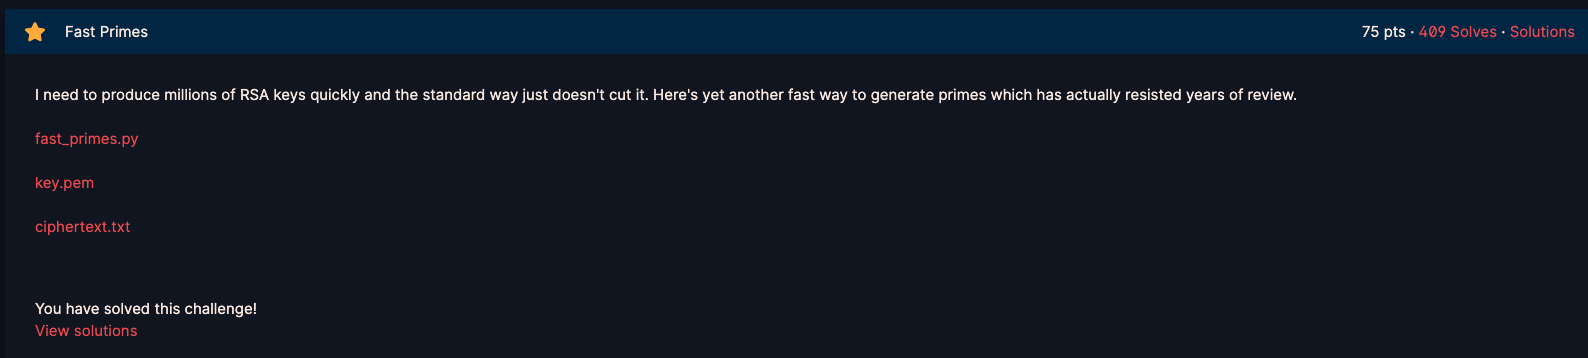 Fast Primes
75 pts · 409 Solves · Solutions
I need to produce millions of RSA keys quickly and the standard way just doesn't cut it. Here's yet another fast way to generate primes which has actually resisted years of review.
fast_primes.py
key.pem
ciphertext.txt
You have solved this challenge!
View solutions